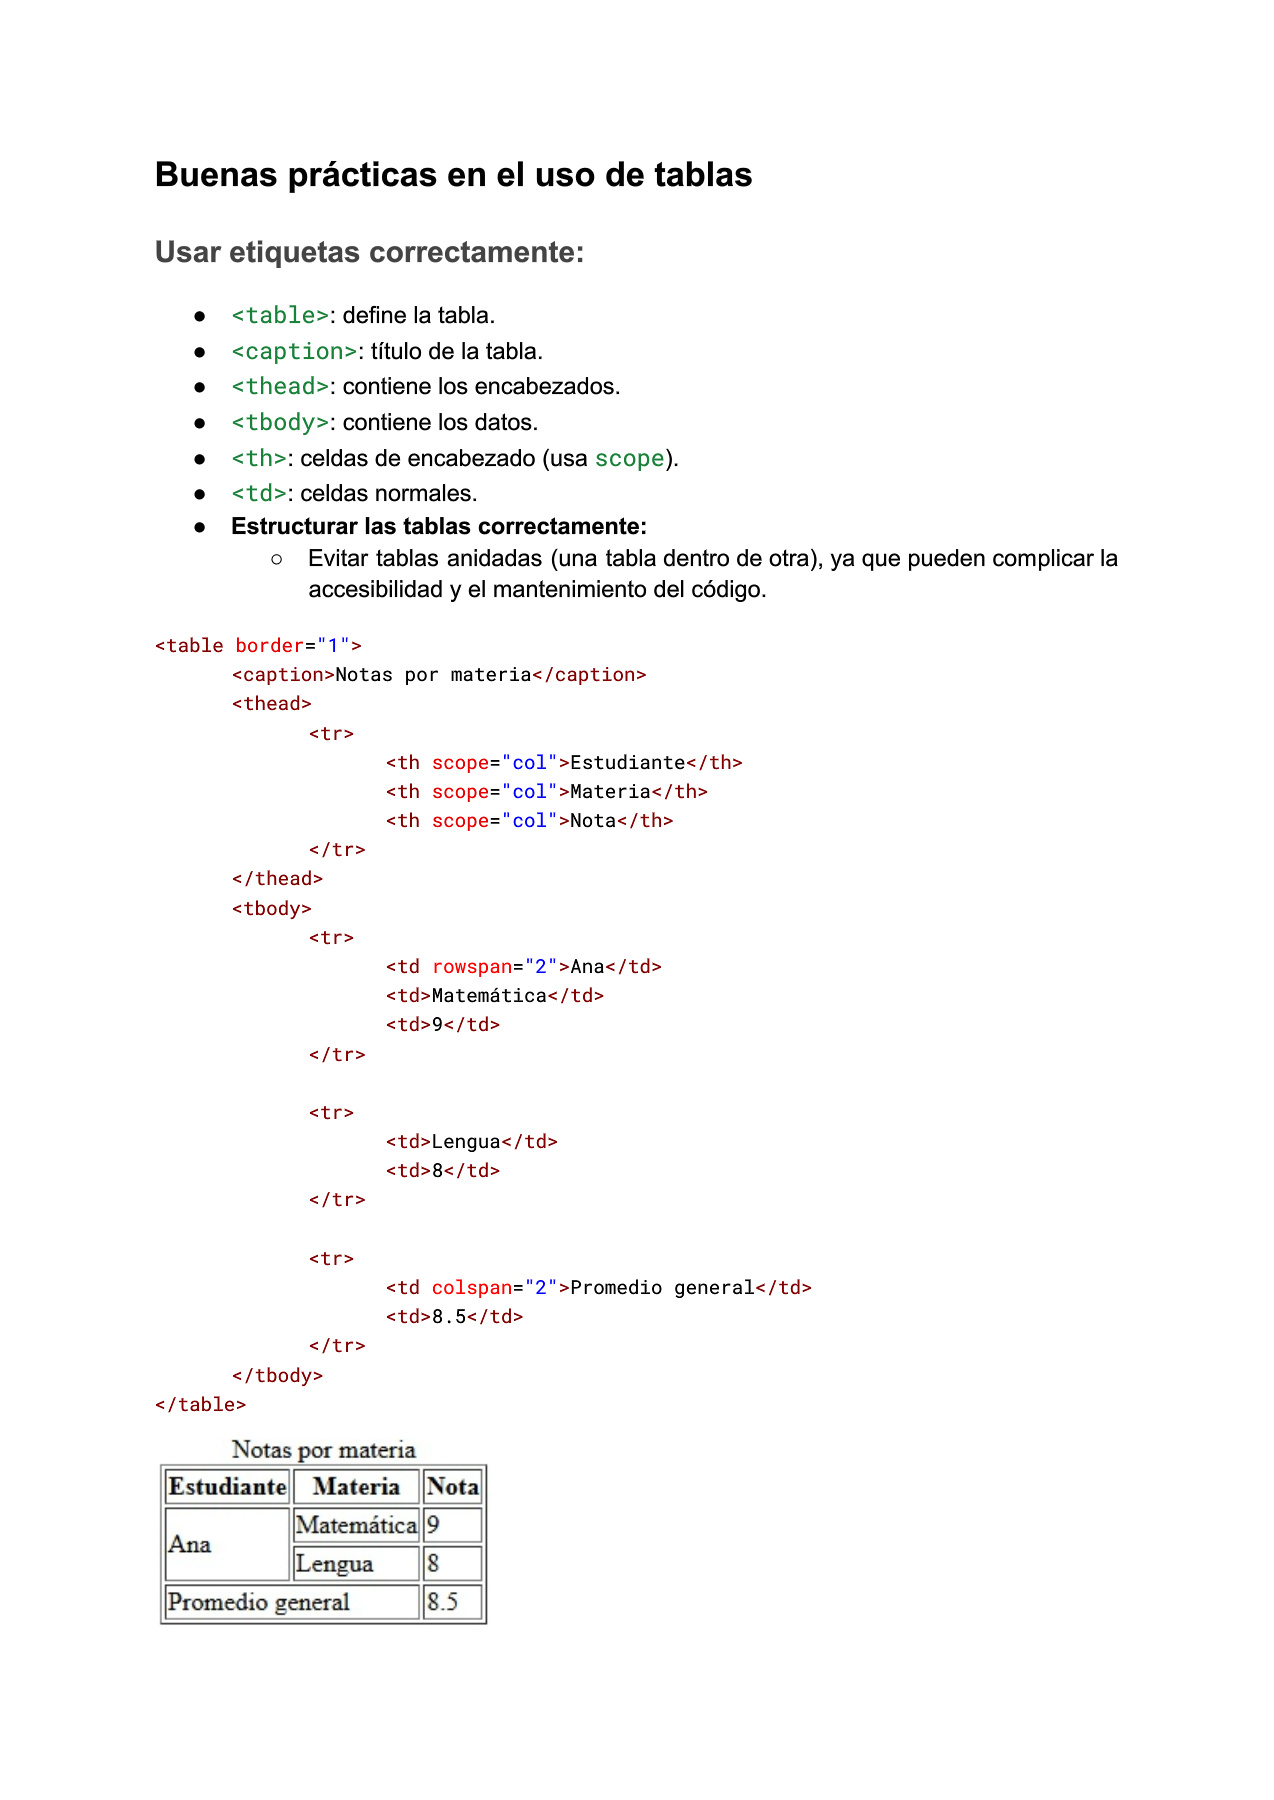 Buenas prácticas en el uso de tablas
Usar etiquetas correctamente:
● <table>: define la tabla.
● <caption>: título de la tabla.
● <thead>: contiene los encabezados.
● <tbody>: contiene los datos.
● <th>: celdas de encabezado (usa scope).
● <td>: celdas normales.
● Estructurar las tablas correctamente:
○ Evitar tablas anidadas (una tabla dentro de otra), ya que pueden complicar la
accesibilidad y el mantenimiento del código.
<table border="1">
<caption>Notas por materia</caption>
<thead>
<tr>
<th scope="col">Estudiante</th>
<th scope="col">Materia</th>
<th scope="col">Nota</th>
</tr>
</thead>
<tbody>
<tr>
<td rowspan="2">Ana</td>
<td>Matemática</td>
<td>9</td>
</tr>
<tr>
<td>Lengua</td>
<td>8</td>
</tr>
<tr>
<td colspan="2">Promedio general</td>
<td>8.5</td>
</tr>
</tbody>
</table>
Notas por materia
Estudiante Materia Nota
Ana Matemática 9
Lengua 8
Promedio general 8.5